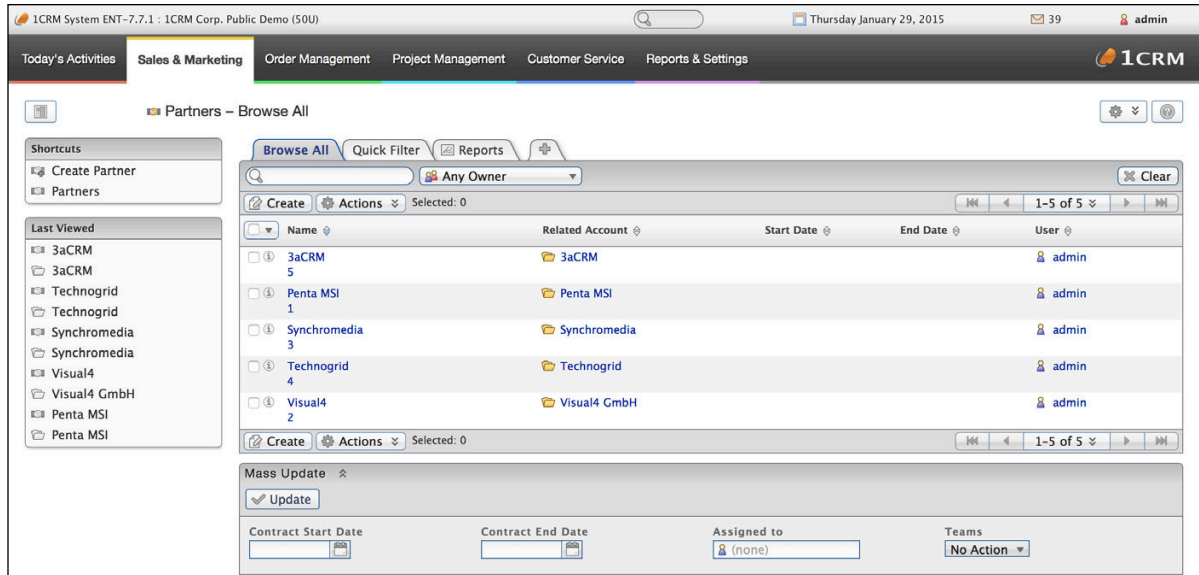 1CRM System ENT-7.7.1 : 1CRM Corp. Public Demo (50U)
Thursday January 29, 2015
39
admin
Today's Activities
Sales & Marketing
Order Management
Project Management
Customer Service
Reports & Settings
1CRM
Partners – Browse All
Shortcuts
Create Partner
Partners
Last Viewed
3aCRM
3aCRM
Technogrid
Technogrid
Synchromedia
Synchromedia
Visual4
Visual4 GmbH
Penta MSI
Penta MSI
Browse All
Quick Filter
Reports
Any Owner
Clear
Create
Actions
Selected: 0
1-5 of 5
Name
Related Account
Start Date
End Date
User
3aCRM
5
3aCRM
admin
Penta MSI
1
Penta MSI
admin
Synchromedia
3
Synchromedia
admin
Technogrid
4
Technogrid
admin
Visual4
2
Visual4 GmbH
admin
Create
Actions
Selected: 0
1-5 of 5
Mass Update
Update
Contract Start Date
Contract End Date
Assigned to
(none)
Teams
No Action